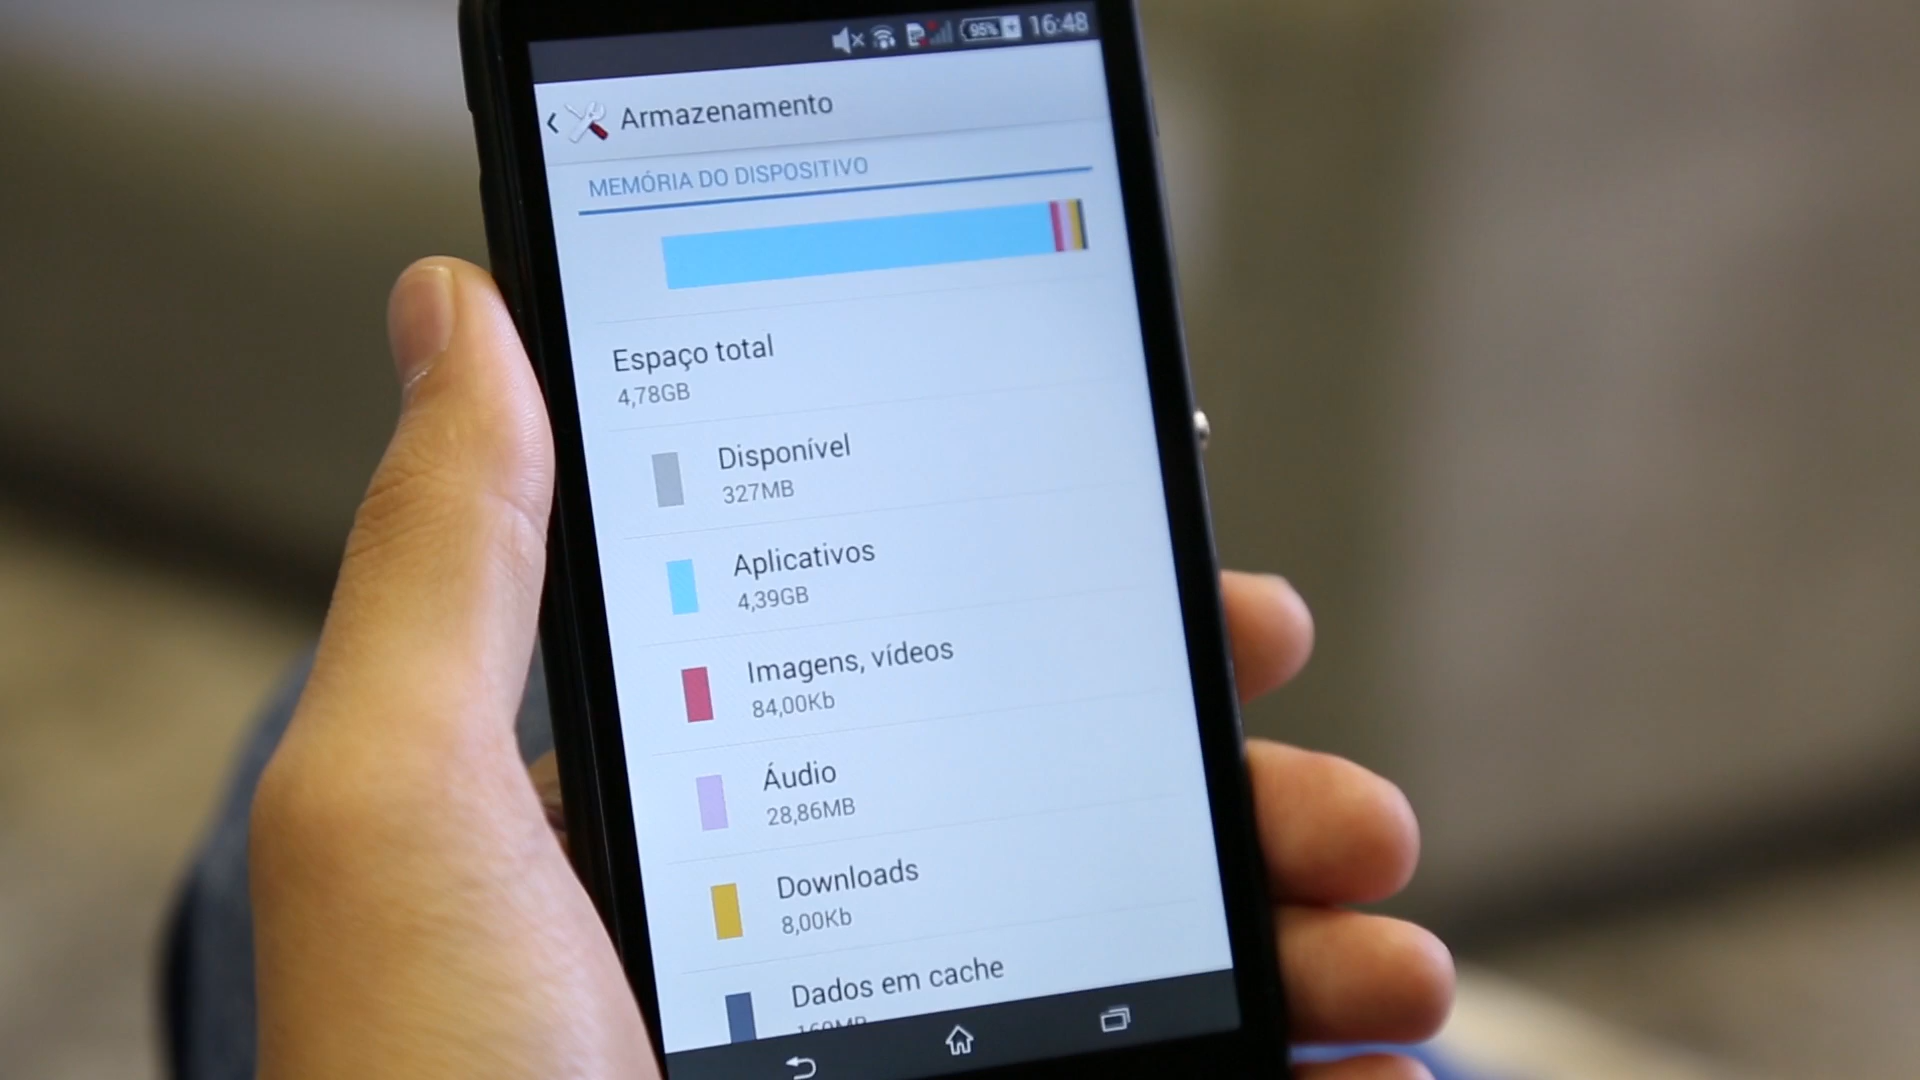 95% 16:48
Armazenamento
MEMÓRIA DO DISPOSITIVO
Espaço total
4,78GB
Disponível
327MB
Aplicativos
4,39GB
Imagens, vídeos
84,00Kb
Áudio
28,86MB
Downloads
8,00Kb
Dados em cache